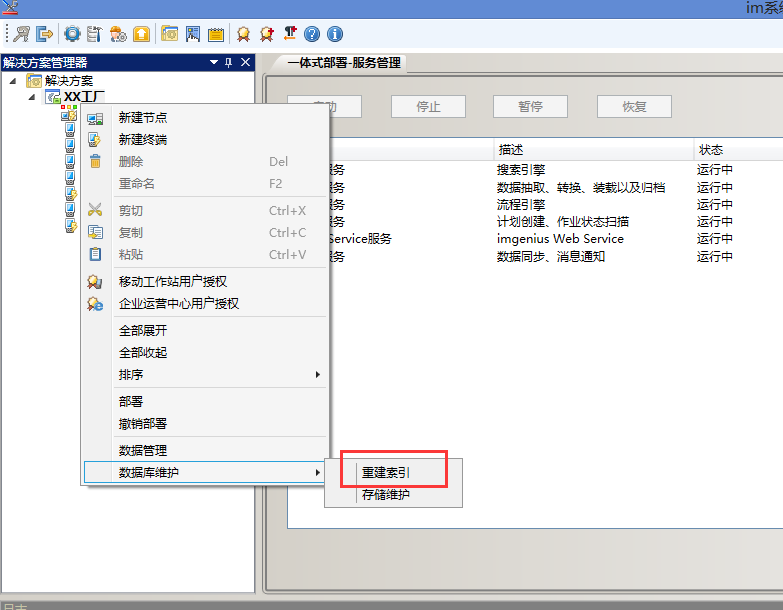 im系统
解决方案管理器
一体式部署-服务管理
解决方案
XX工厂
停止
暂停
恢复
新建节点
新建终端
删除 Del
重命名 F2
剪切 Ctrl+X
复制 Ctrl+C
粘贴 Ctrl+V
移动工作站用户授权
企业运营中心用户授权
全部展开
全部收起
排序
部署
撤销部署
数据管理
数据库维护
重建索引
存储维护
描述 状态
服务 搜索引擎 运行中
服务 数据抽取、转换、装载以及归档 运行中
服务 流程引擎 运行中
服务 计划创建、作业状态扫描 运行中
Service服务 imgenius Web Service 运行中
服务 数据同步、消息通知 运行中
日志